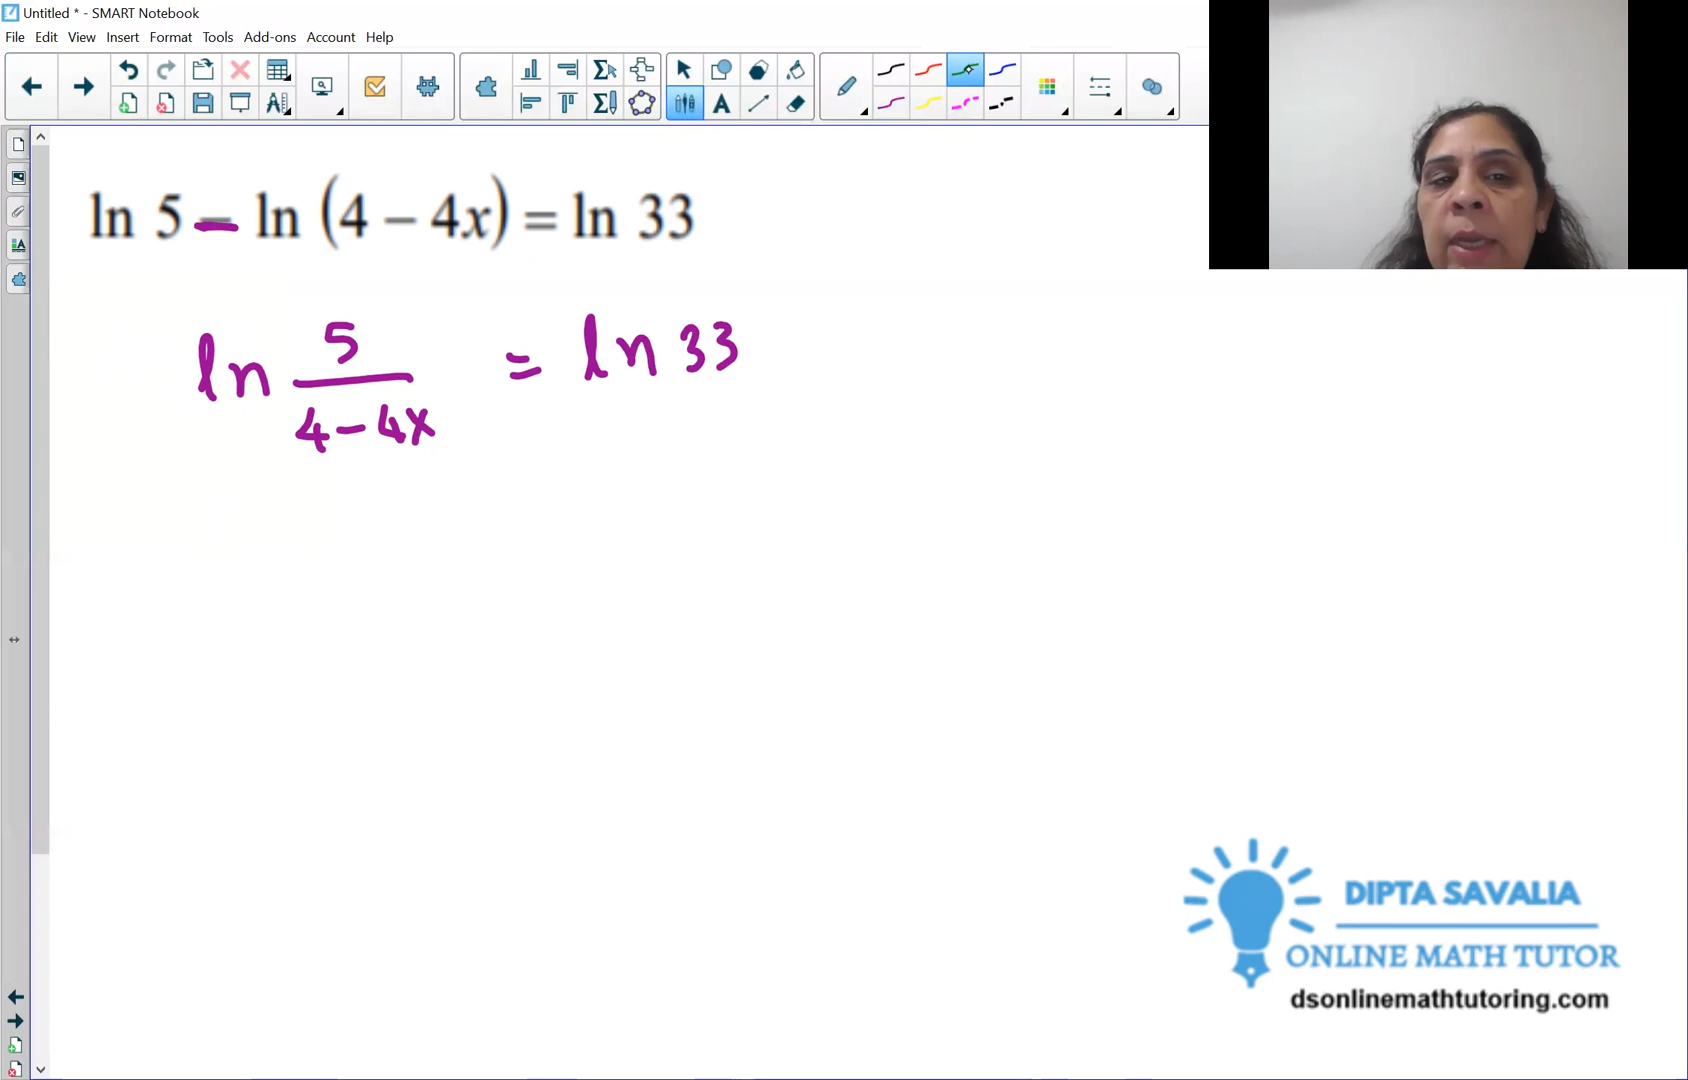 Untitled * - SMART Notebook
File Edit View Insert Format Tools Add-ons Account Help
ln 5 − ln (4 − 4x) = ln 33
ln 5/(4-4x) = ln 33
DIPTA SAVALIA
ONLINE MATH TUTOR
dsonlinemathtutoring.com